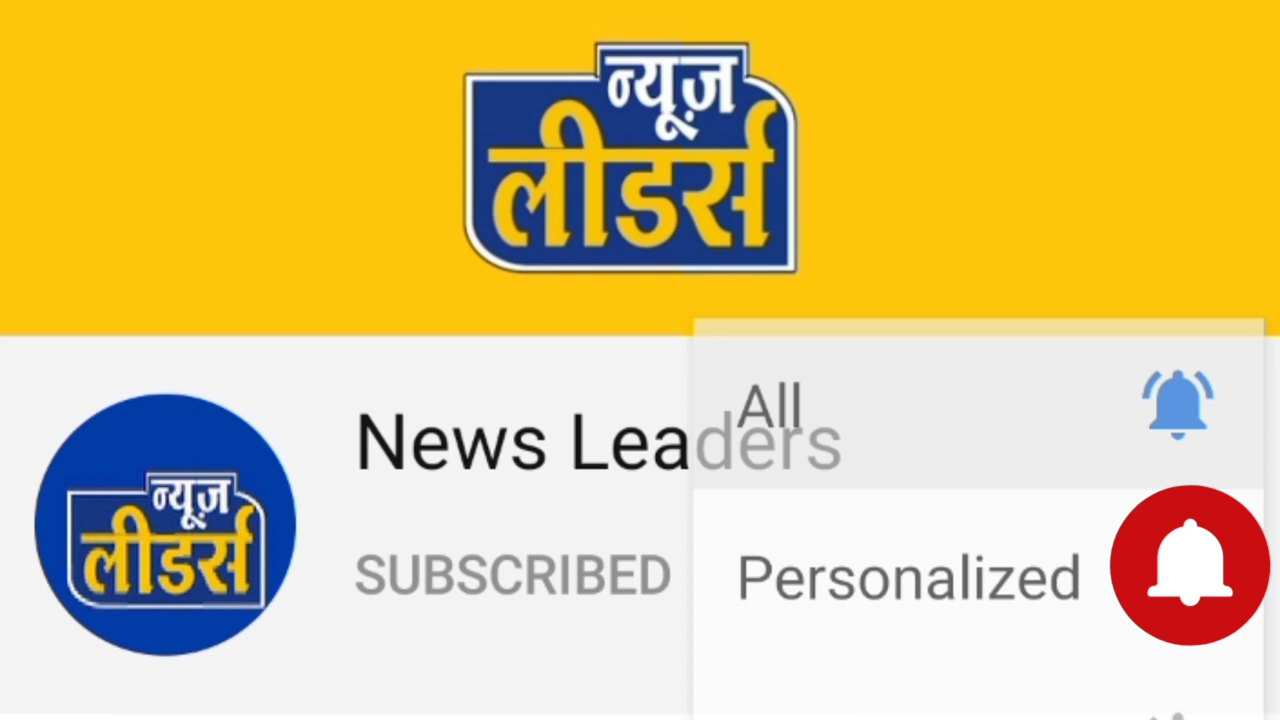 न्यूज़
लीडर्स
All
News Leaders
न्यूज़
लीडर्स
SUBSCRIBED
Personalized